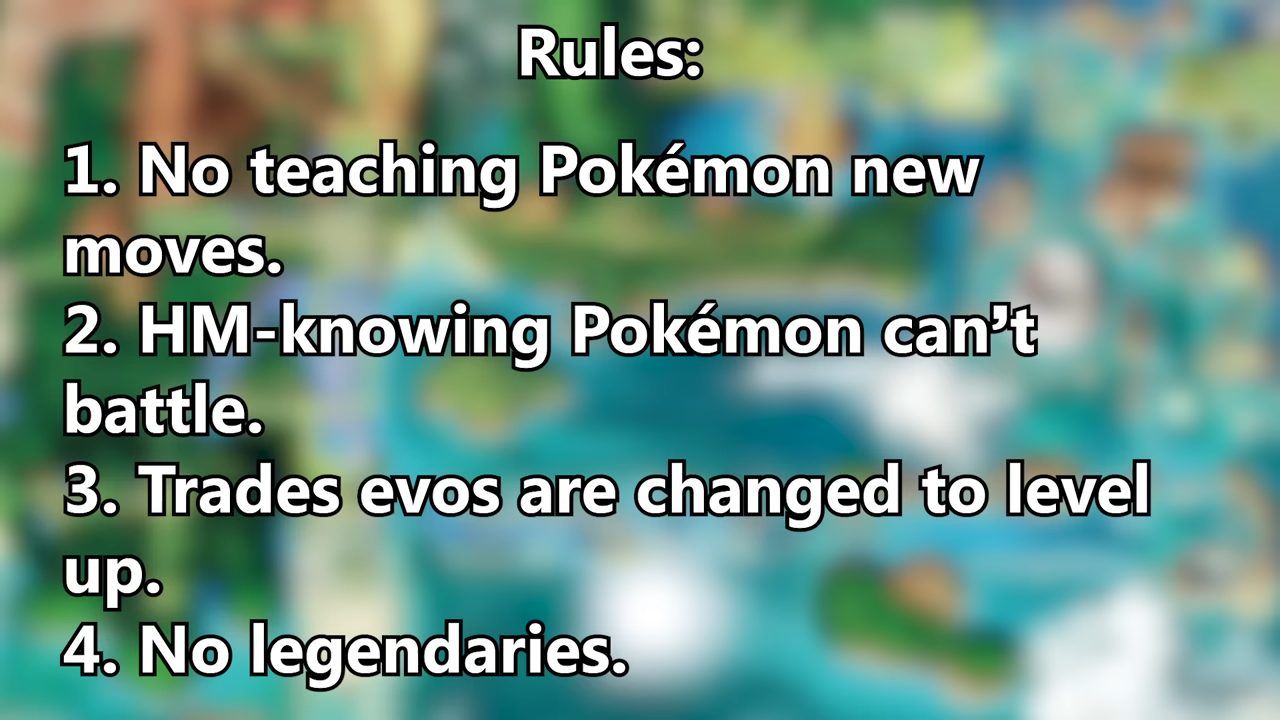 Rules:
1. No teaching Pokémon new
moves.
2. HM-knowing Pokémon can’t
battle.
3. Trades evos are changed to level
up.
4. No legendaries.